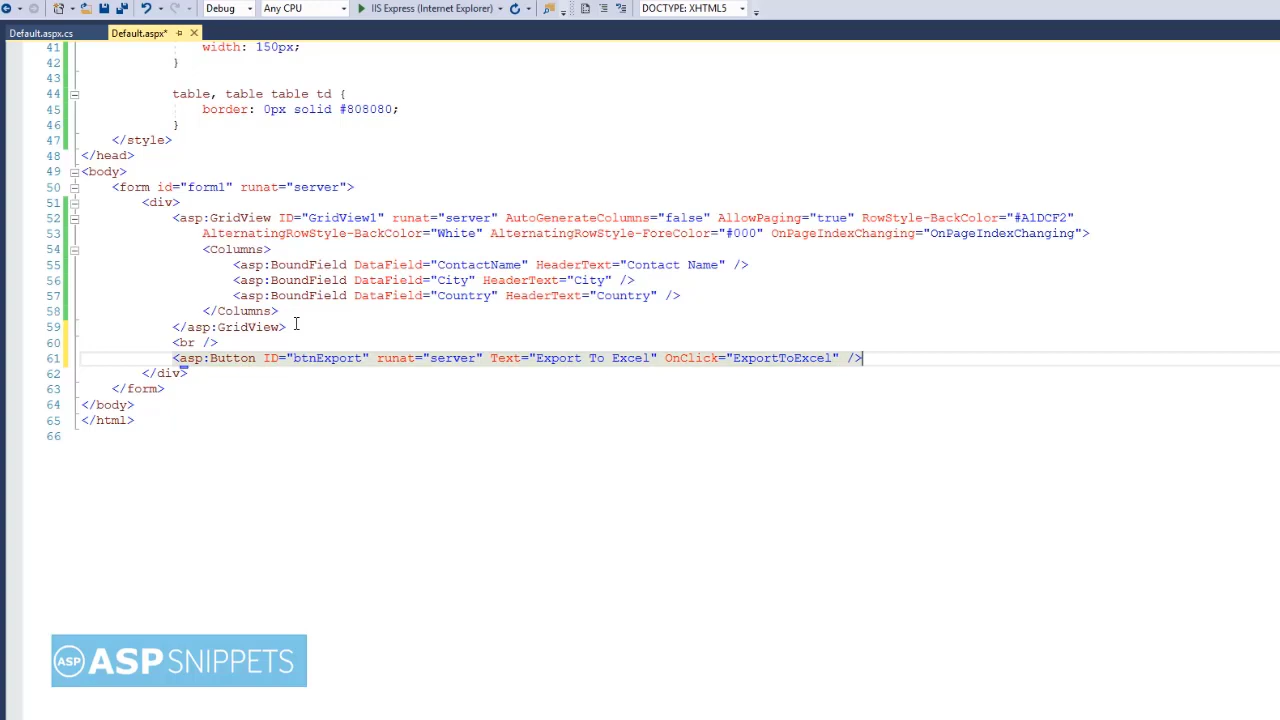 Debug Any CPU IIS Express (Internet Explorer) DOCTYPE: XHTML5
Default.aspx.cs Default.aspx*
41 width: 150px;
42 }
43
44 table, table table td {
45 border: 0px solid #808080;
46 }
47 </style>
48 </head>
49 <body>
50 <form id="form1" runat="server">
51 <div>
52 <asp:GridView ID="GridView1" runat="server" AutoGenerateColumns="false" AllowPaging="true" RowStyle-BackColor="#A1DCF2"
53 AlternatingRowStyle-BackColor="White" AlternatingRowStyle-ForeColor="#000" OnPageIndexChanging="OnPageIndexChanging">
54 <Columns>
55 <asp:BoundField DataField="ContactName" HeaderText="Contact Name" />
56 <asp:BoundField DataField="City" HeaderText="City" />
57 <asp:BoundField DataField="Country" HeaderText="Country" />
58 </Columns>
59 </asp:GridView>
60 <br />
61 <asp:Button ID="btnExport" runat="server" Text="Export To Excel" OnClick="ExportToExcel" />
62 </div>
63 </form>
64 </body>
65 </html>
66
ASP ASP SNIPPETS